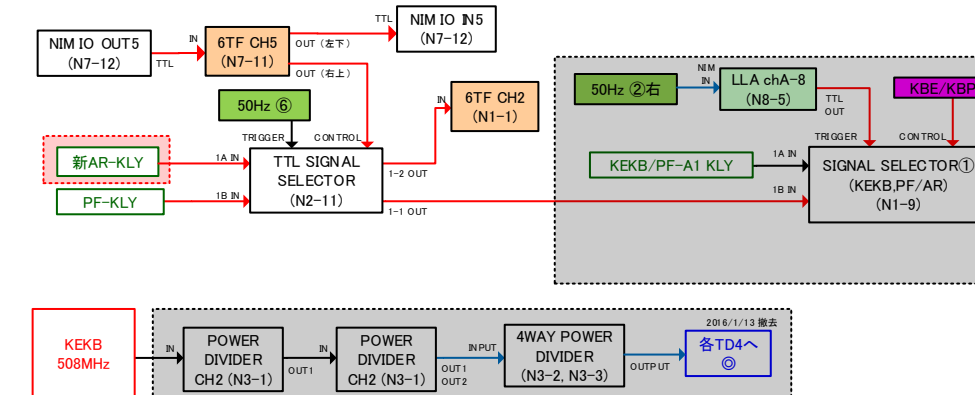 NIM IO OUT5
(N7-12)
TTL
IN
6TF CH5
(N7-11)
OUT (左下)
OUT (右上)
TTL
NIM IO IN5
(N7-12)
50Hz ⑥
TRIGGER
CONTROL
6TF CH2
(N1-1)
IN
新AR-KLY
1A IN
PF-KLY
1B IN
TTL SIGNAL
SELECTOR
(N2-11)
1-2 OUT
1-1 OUT
50Hz ②右
NIM
IN
LLA chA-8
(N8-5)
TTL
OUT
KBE/KBP
TRIGGER
CONTROL
KEKB/PF-A1 KLY
1A IN
1B IN
SIGNAL SELECTOR①
(KEKB,PF/AR)
(N1-9)
KEKB
508MHz
IN
POWER
DIVIDER
CH2 (N3-1)
OUT1
IN
POWER
DIVIDER
CH2 (N3-1)
OUT1
OUT2
INPUT
4WAY POWER
DIVIDER
(N3-2, N3-3)
OUTPUT
2016/1/13 撤去
各TD4へ
◎